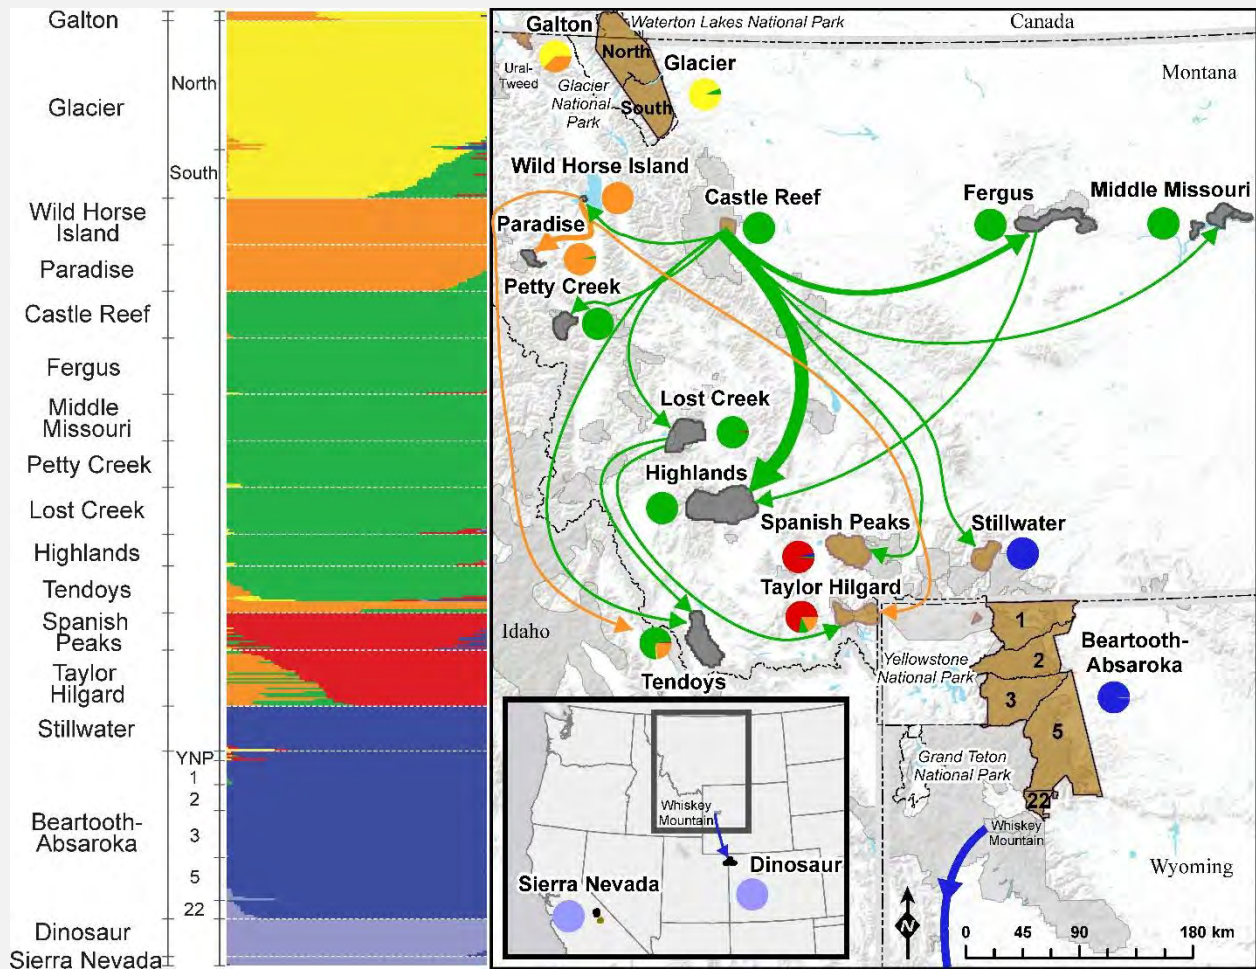 Galton
Glacier
North
South
Wild Horse
Island
Paradise
Castle Reef
Fergus
Middle
Missouri
Petty Creek
Lost Creek
Highlands
Tendoys
Spanish
Peaks
Taylor
Hilgard
Stillwater
YNP
1
2
Beartooth-
Absaroka
3
5
22
Dinosaur
Sierra Nevada
Galton
Waterton Lakes National Park
Canada
North
Ural-
Tweed
Glacier
National
Park
South
Glacier
Montana
Wild Horse Island
Castle Reef
Fergus
Middle Missouri
Paradise
Petty Creek
Lost Creek
Highlands
Spanish Peaks
Stillwater
Taylor Hilgard
Idaho
Tendoys
Yellowstone
National Park
1
2
3
5
22
Beartooth-
Absaroka
Grand Teton
National Park
Whiskey
Mountain
Wyoming
Whiskey
Mountain
Dinosaur
Sierra Nevada
N
0 45 90 180 km